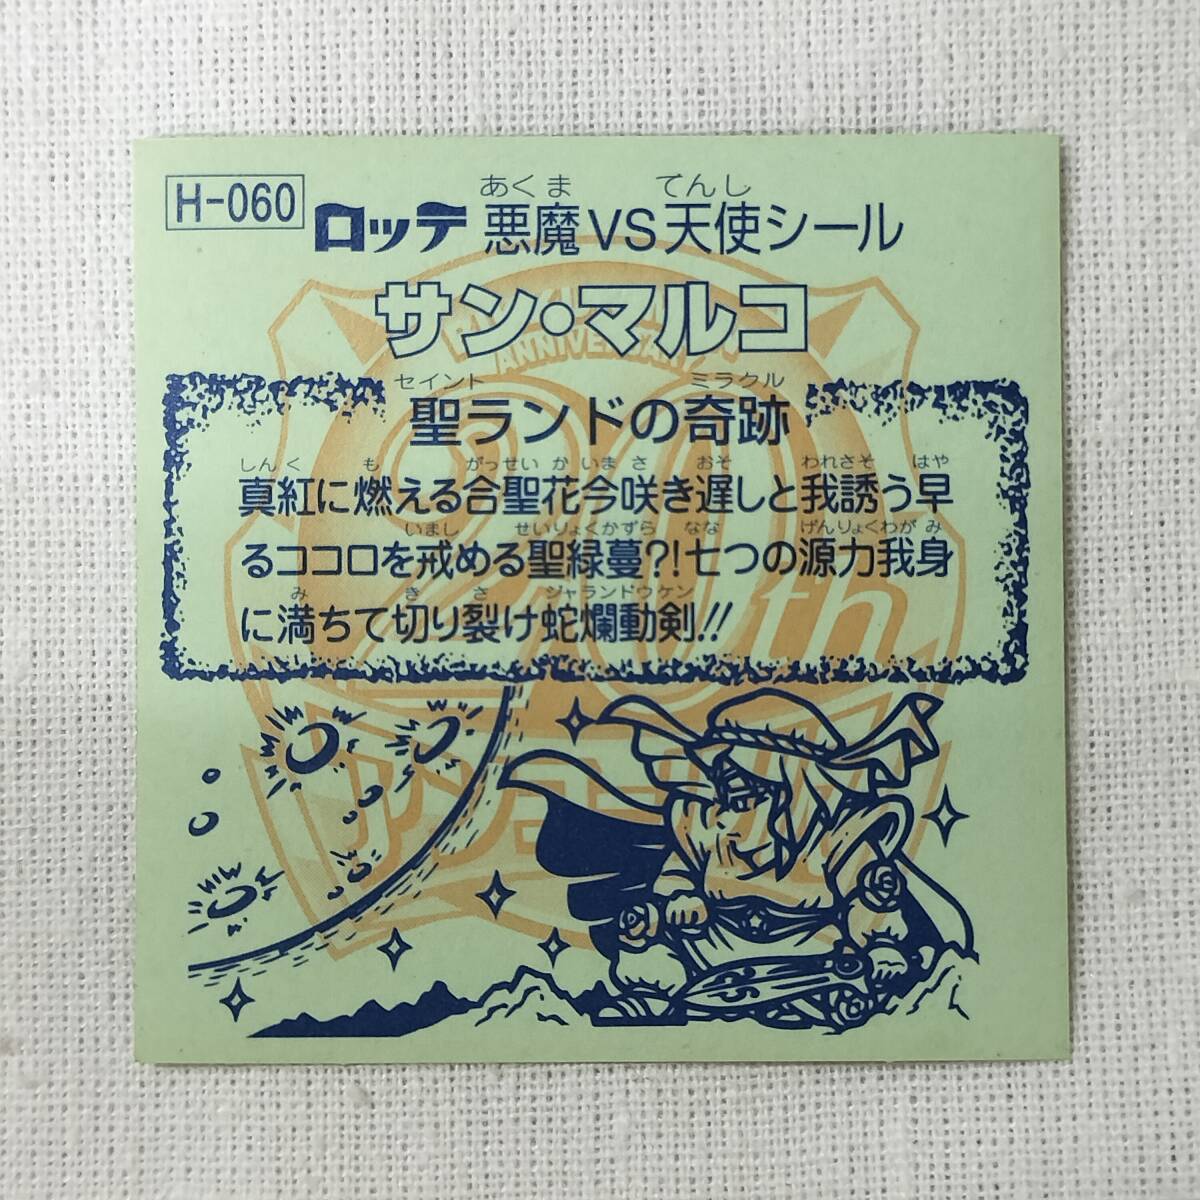 H-060
あくま てんし
ロッテ 悪魔VS天使シール
サン・マルコ
ANNIVERSARY
20th
セイント ミラクル
聖ランドの奇跡
しんく も がっせい か いま さ おそ われさそ はや
真紅に燃える合聖花今咲き遅しと我誘う早
いまし せいりょくかずら なな げんりょくわがみ
るココロを戒める聖緑蔓?!七つの源力我身
み き さ ジャランドウケン
に満ちて切り裂け蛇爛動剣!!